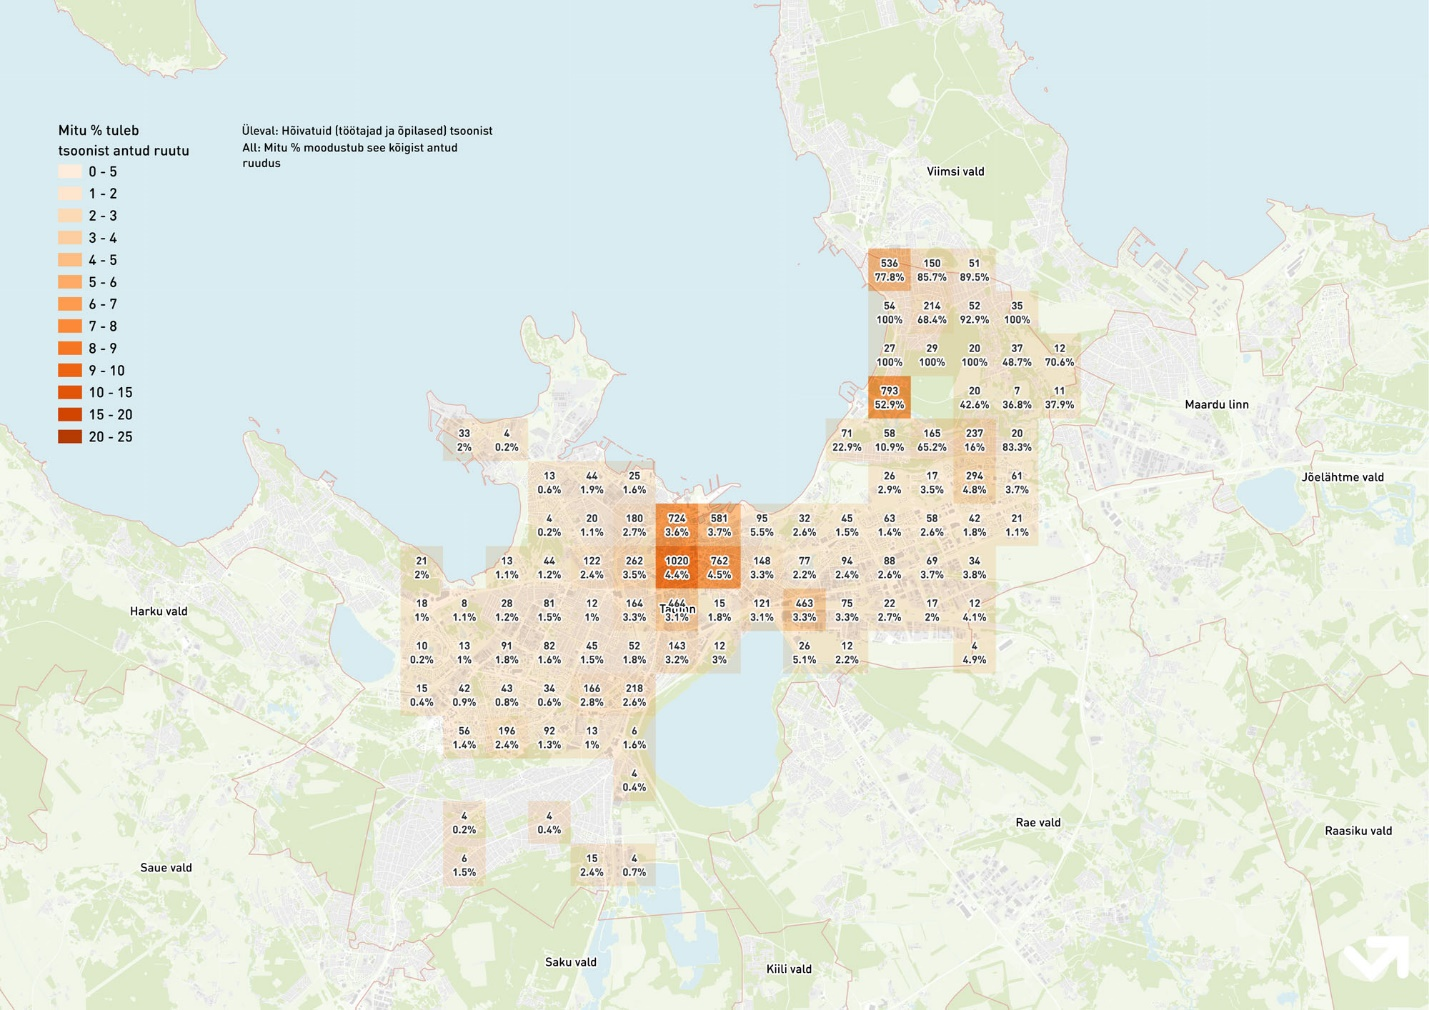 Mitu % tuleb
tsoonist antud ruutu
0 - 5
1 - 2
2 - 3
3 - 4
4 - 5
5 - 6
6 - 7
7 - 8
8 - 9
9 - 10
10 - 15
15 - 20
20 - 25
Üleval: Hõivatuid (töötajad ja õpilased) tsoonist
All: Mitu % moodustub see kõigist antud
ruudus
Viimsi vald
536 150 51
77.8% 85.7% 89.5%
54 214 52 35
100% 68.4% 92.9% 100%
27 29 20 37 12
100% 100% 100% 48.7% 70.6%
793 20 7 11
52.9% 42.6% 36.8% 37.9%
Maardu linn
33 4 71 58 165 237 20
2% 0.2% 22.9% 10.9% 65.2% 16% 83.3%
13 44 25 26 17 294 61
0.6% 1.9% 1.6% 2.9% 3.5% 4.8% 3.7%
Jõelähtme vald
4 20 180 724 581 95 32 45 63 58 42 21
0.2% 1.1% 2.7% 3.6% 3.7% 5.5% 2.6% 1.5% 1.4% 2.6% 1.8% 1.1%
21 13 44 122 262 1020 762 148 77 94 88 69 34
2% 1.1% 1.2% 2.4% 3.5% 4.4% 4.5% 3.3% 2.2% 2.4% 2.6% 3.7% 3.8%
Harku vald
18 8 28 81 12 164 464 15 121 463 75 22 17 12
Tallinn
1% 1.1% 1.2% 1.5% 1% 3.3% 3.1% 1.8% 3.1% 3.3% 3.3% 2.7% 2% 4.1%
10 13 91 82 45 52 143 12 26 12 4
0.2% 1% 1.8% 1.6% 1.5% 1.8% 3.2% 3% 5.1% 2.2% 4.9%
15 42 43 34 166 218
0.4% 0.9% 0.8% 0.6% 2.8% 2.6%
56 196 92 13 6
1.4% 2.4% 1.3% 1% 1.6%
4
0.4%
4 4
0.2% 0.4%
Rae vald
Raasiku vald
6 15 4
1.5% 2.4% 0.7%
Saue vald
Saku vald
Kiili vald